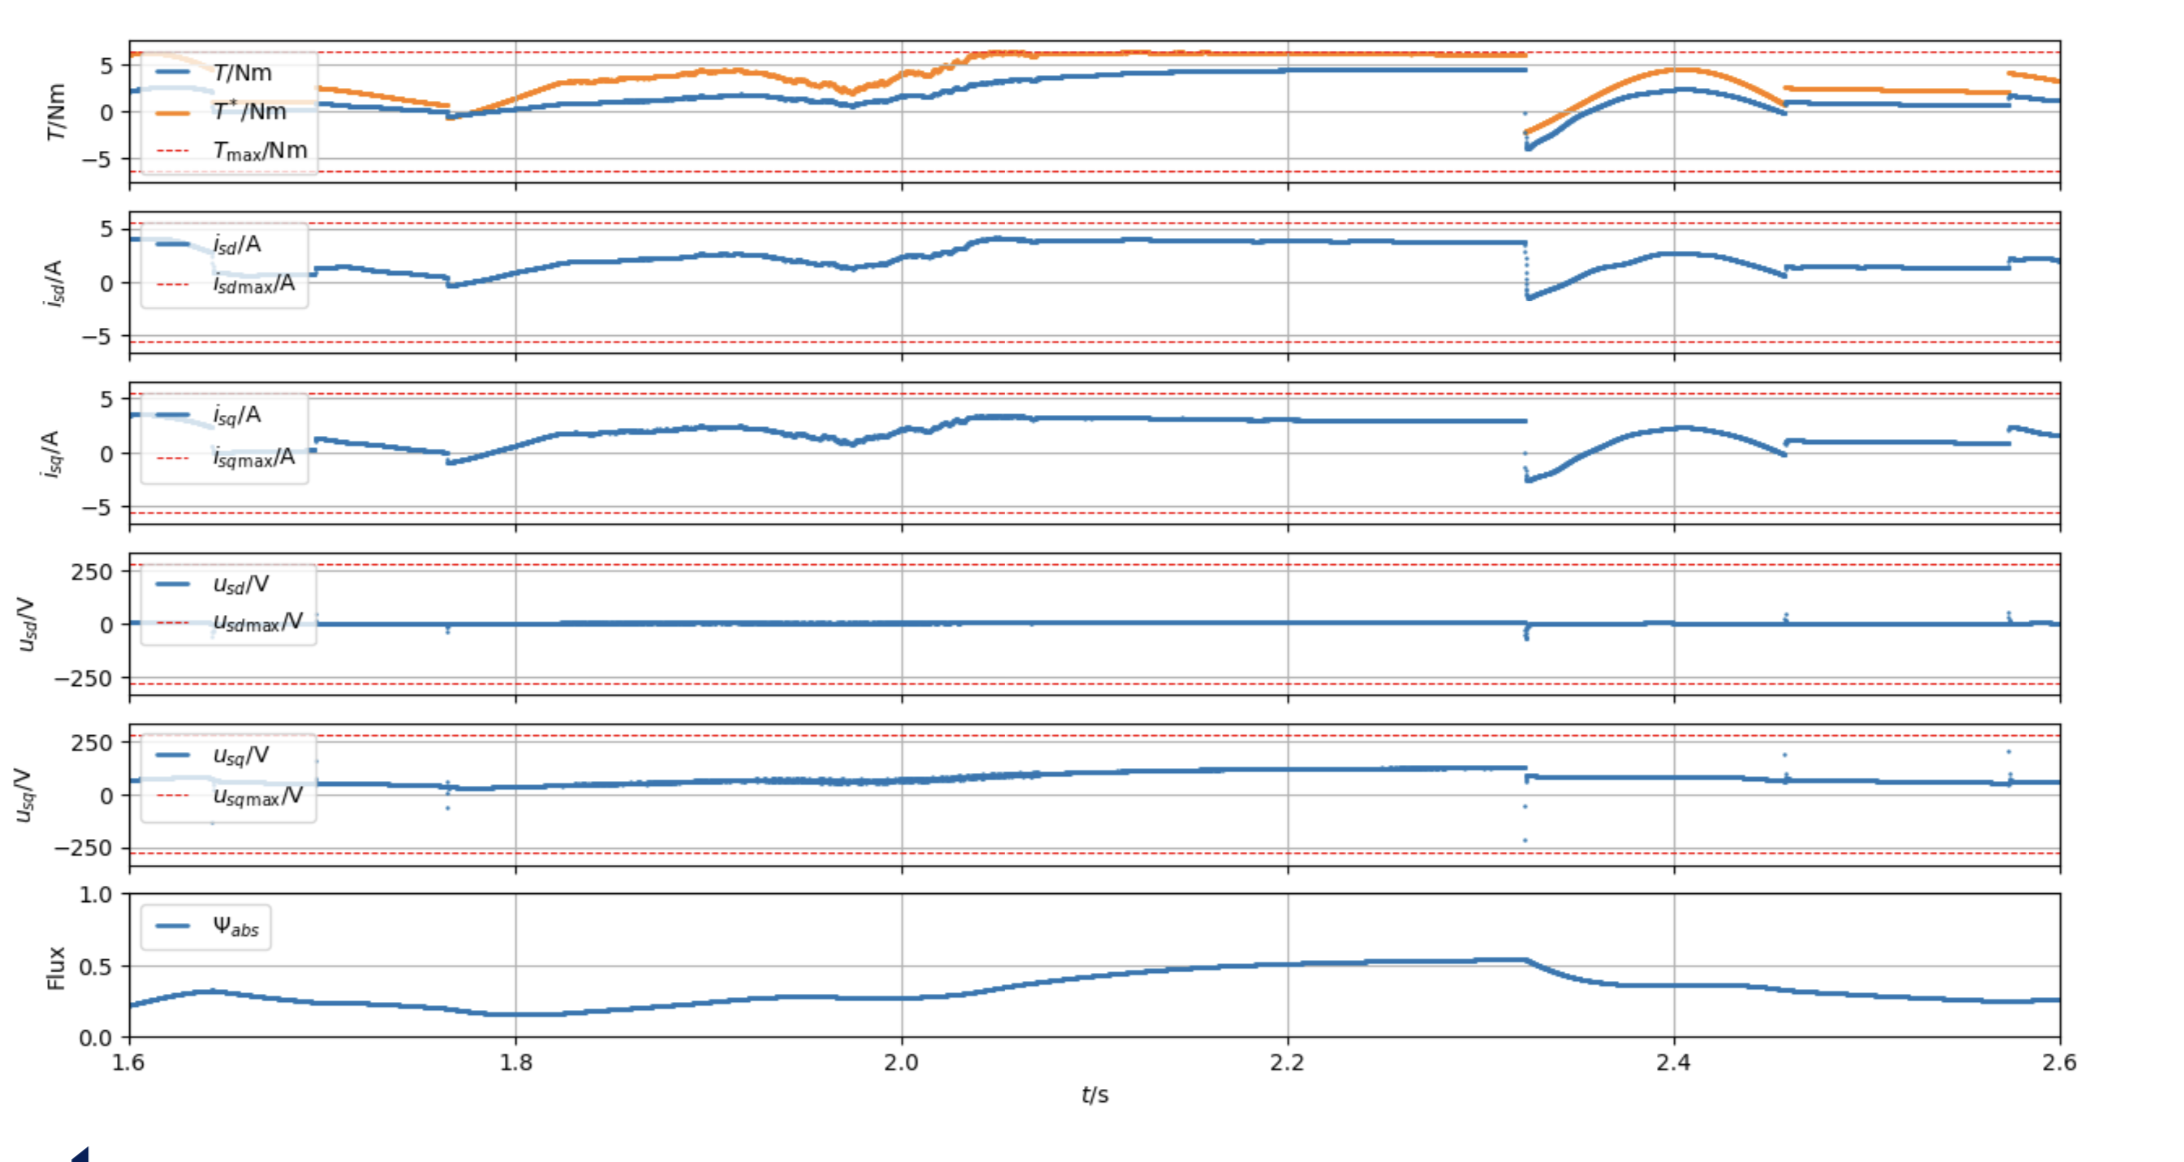 T/Nm
5
0
−5
T/Nm
T*/Nm
Tmax/Nm
isd/A
5
0
−5
isd/A
isdmax/A
isq/A
5
0
−5
isq/A
isqmax/A
usd/V
250
0
−250
usd/V
usdmax/V
usq/V
250
0
−250
usq/V
usqmax/V
Flux
1.0
0.5
0.0
Ψabs
1.6 1.8 2.0 2.2 2.4 2.6
t/s